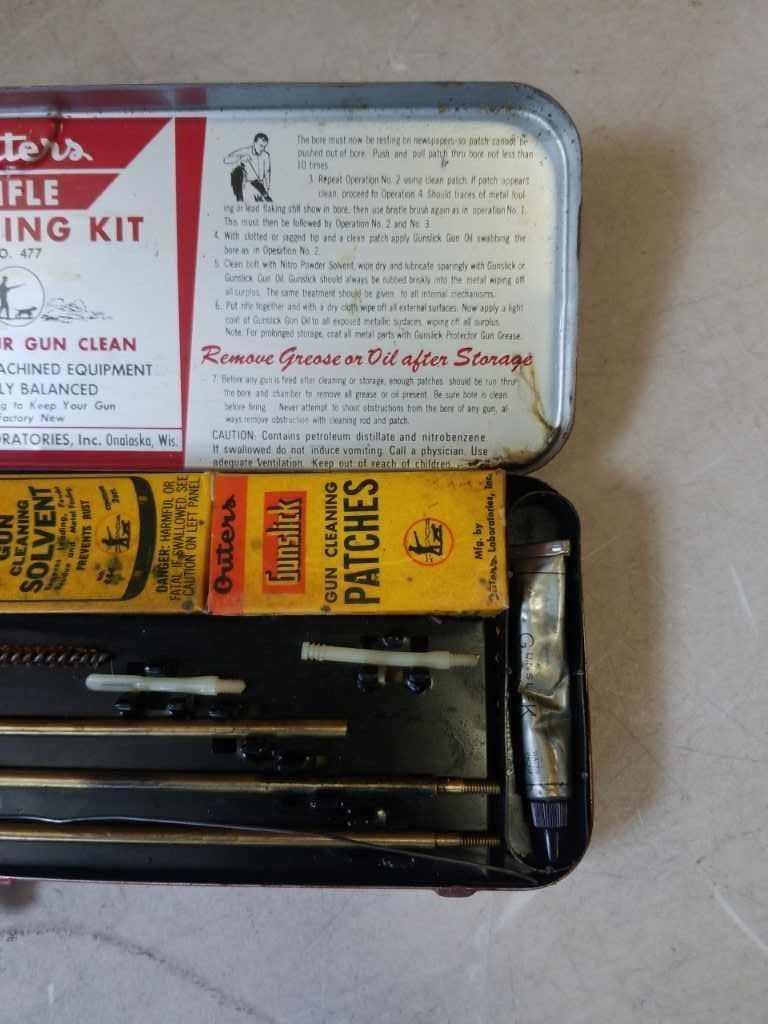 uters
IFLE
ING KIT
O. 477
UR GUN CLEAN
ACHINED EQUIPMENT
LY BALANCED
ng to Keep Your Gun
Factory New
ORATORIES, Inc. Onalaska, Wis.
The bore must now be resting on newspapers-so patch cannot be
pushed out of bore. Push and pull patch thru bore not less than
10 times.
3. Repeat Operation No. 2 using clean patch. If patch appears
clean, proceed to Operation 4. Should traces of metal foul-
ing or lead flaking still show in bore, then use bristle brush again as in operation No. 1.
This must then be followed by Operation No. 2 and No. 3.
4. With slotted or jagged tip and a clean patch apply Gunslick Gun Oil swabbing the
bore as in Operation No. 2.
5. Clean bolt with Nitro Powder Solvent, wipe dry and lubricate sparingly with Gunslick or
Gunslick Gun Oil. Gunslick should always be rubbed briskly into the metal wiping off
all surplus. The same treatment should be given to all internal mechanisms.
6. Put rifle together and with a dry cloth wipe off all external surfaces. Now apply a light
coat of Gunslick Gun Oil to all exposed metallic surfaces, wiping off all surplus.
Note. For prolonged storage, coat all metal parts with Gunslick Protector Gun Grease.
Remove Grease or Oil after Storage
7. Before any gun is fired after cleaning or storage, enough patches should be run thru
the bore and chamber to remove all grease or oil present. Be sure bore is clean
before firing. Never attempt to shoot obstructions from the bore of any gun, al-
ways remove obstruction with cleaning rod and patch.
CAUTION: Contains petroleum distillate and nitrobenzene.
If swallowed do not induce vomiting. Call a physician. Use
adequate ventilation. Keep out of reach of children.
GUN
CLEANING
SOLVENT
PREVENTS RUST
DANGER: HARMFUL OR
FATAL IF SWALLOWED. SEE
CAUTION ON LEFT PANEL
Outers
Gunslick
GUN CLEANING
PATCHES
Mfg. by
Outers Laboratories, Inc.
GUNSLICK